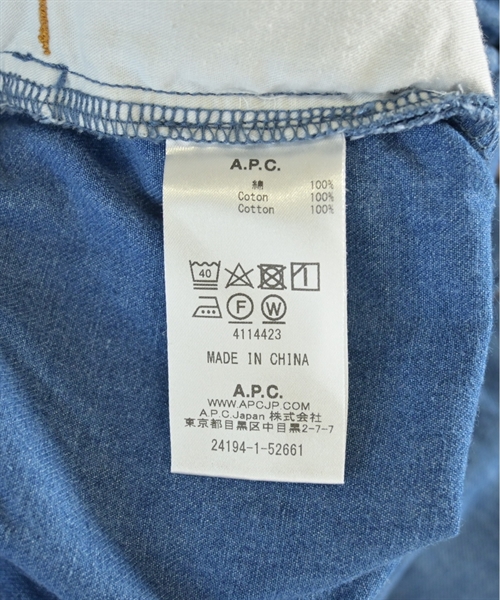 A.P.C.
綿 100%
Coton 100%
Cotton 100%
40
F W
4114423
MADE IN CHINA
A.P.C.
WWW.APCJP.COM
A.P.C.Japan 株式会社
東京都目黒区中目黒2-7-7
24194-1-52661